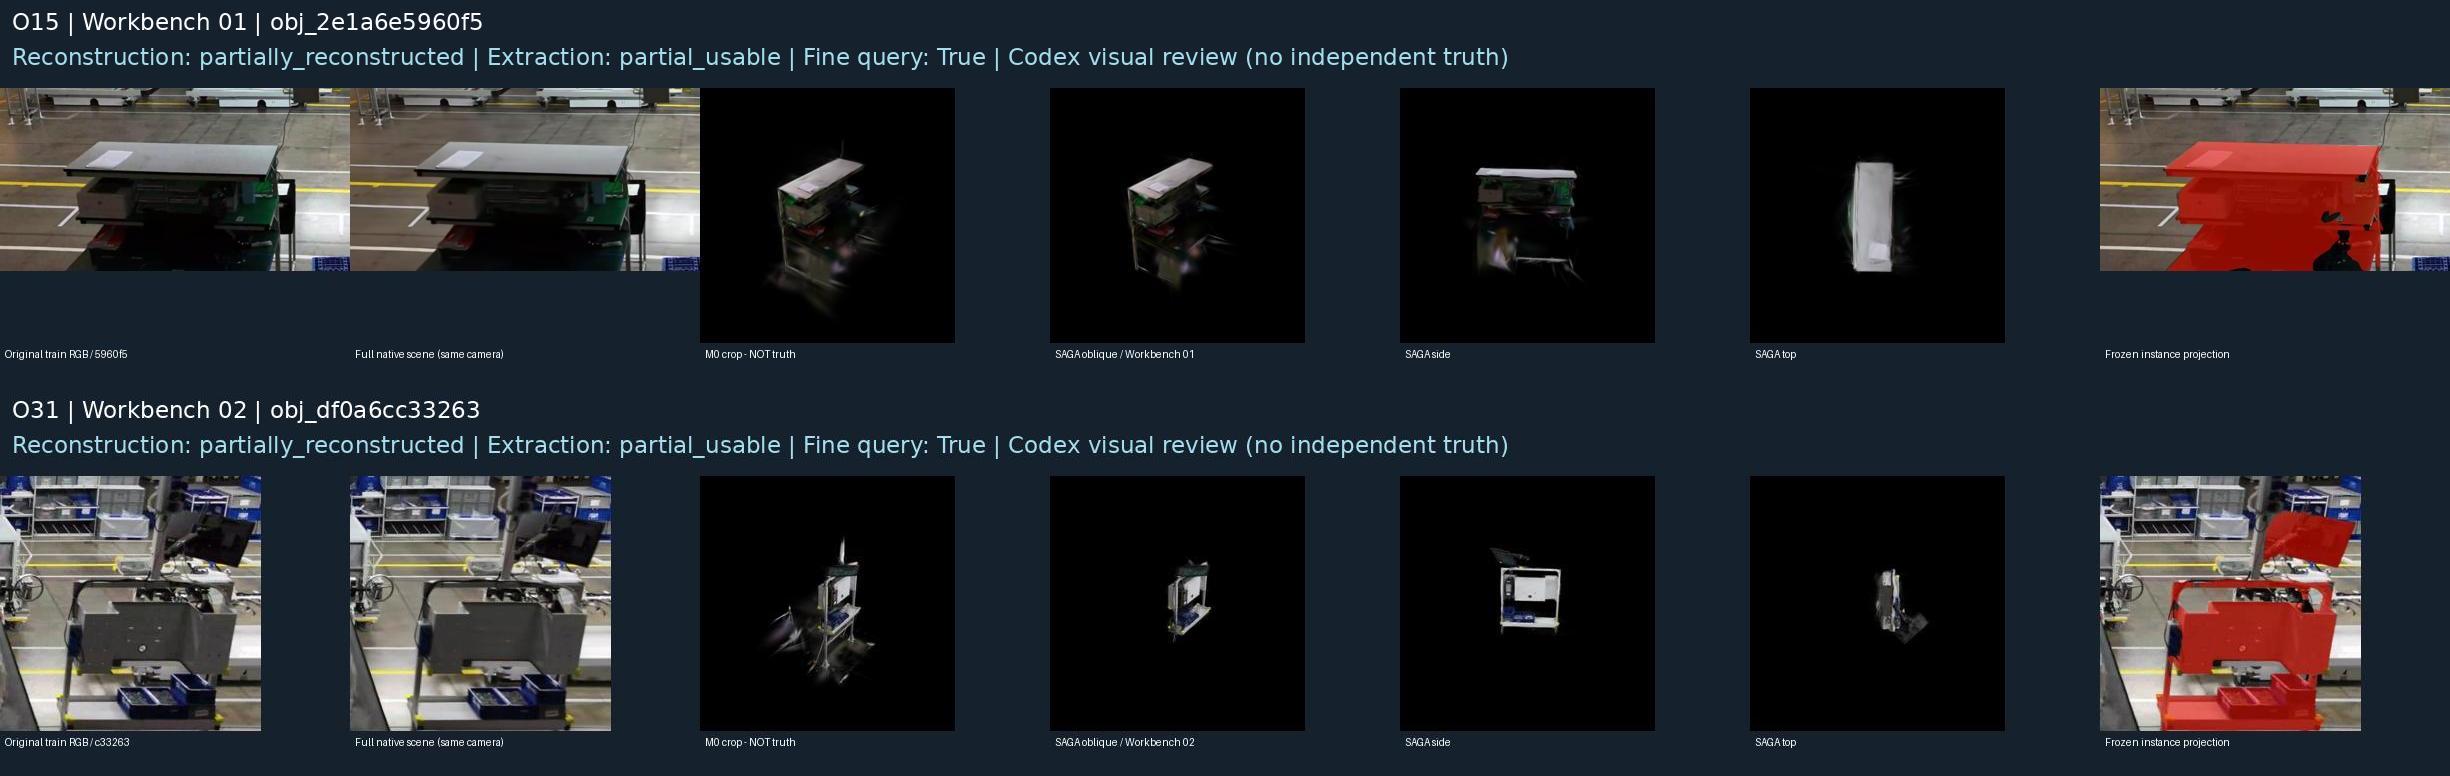 O15 | Workbench 01 | obj_2e1a6e5960f5
Reconstruction: partially_reconstructed | Extraction: partial_usable | Fine query: True | Codex visual review (no independent truth)
Original train RGB / 5960f5
Full native scene (same camera)
M0 crop - NOT truth
SAGA oblique / Workbench 01
SAGA side
SAGA top
Frozen instance projection
O31 | Workbench 02 | obj_df0a6cc33263
Reconstruction: partially_reconstructed | Extraction: partial_usable | Fine query: True | Codex visual review (no independent truth)
Original train RGB / c33263
Full native scene (same camera)
M0 crop - NOT truth
SAGA oblique / Workbench 02
SAGA side
SAGA top
Frozen instance projection